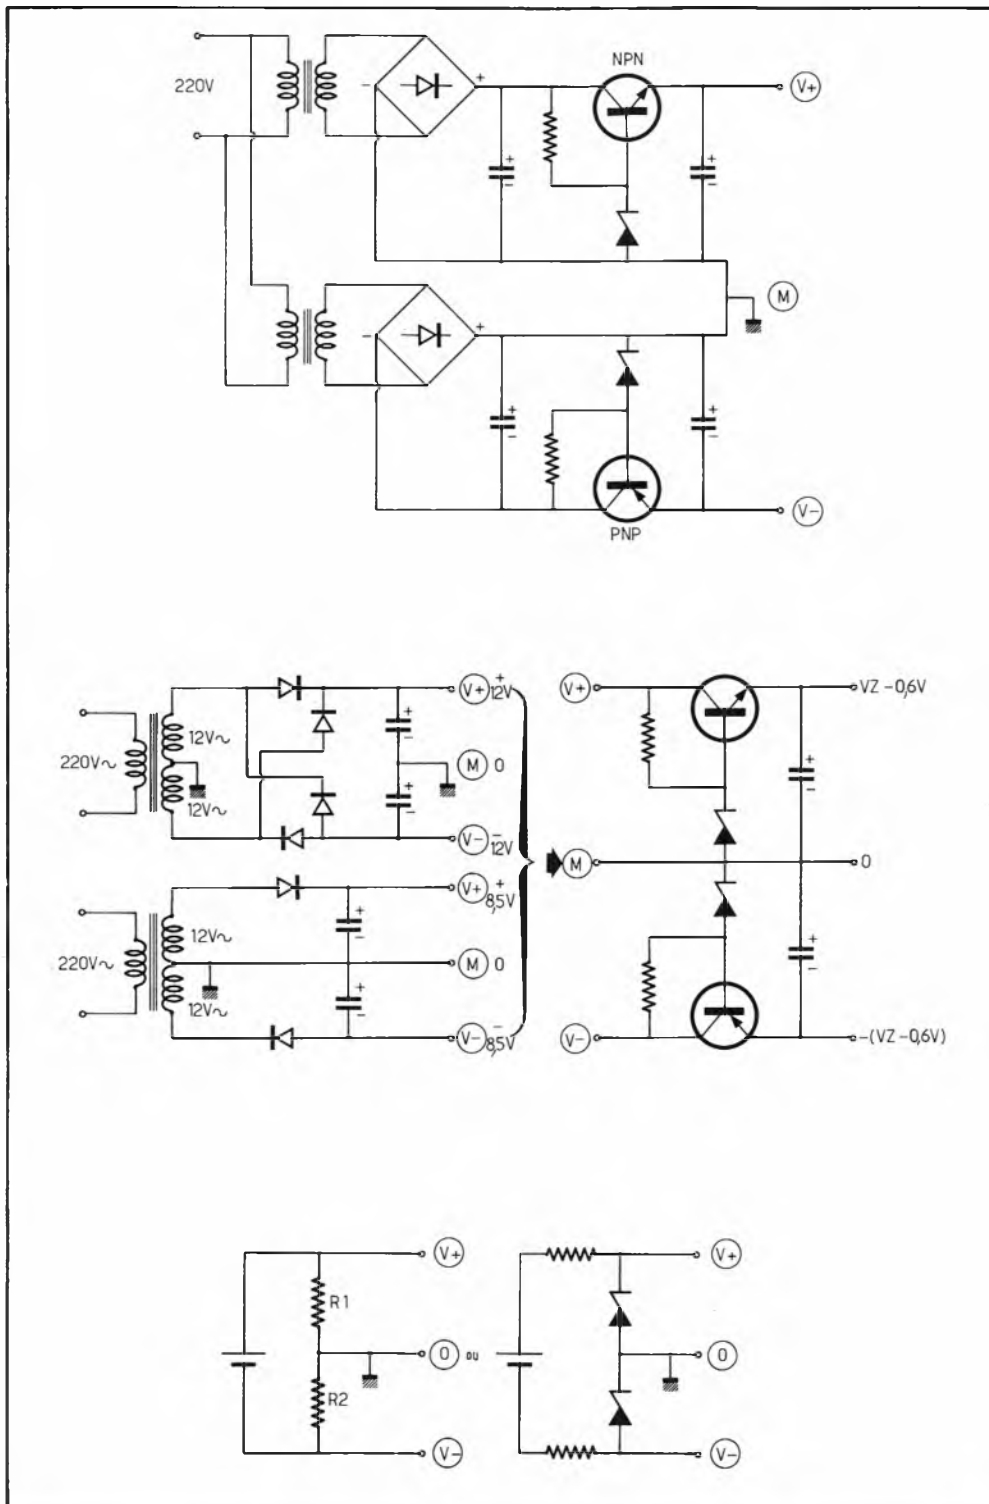 NPN
220V
V+
- +
+
-
+
-
M
- +
+
-
+
-
V-
PNP
220V~
12V~
12V~
+
-
+
-
V+ +12V
M 0
V- -12V
220V~
12V~
12V~
+
-
+
-
V+ +8,5V
M 0
V- -8,5V
V+
VZ-0,6V
+
-
M
0
+
-
V-
-(VZ-0,6V)
V+
R1
0
R2
V-
ou
V+
0
V-